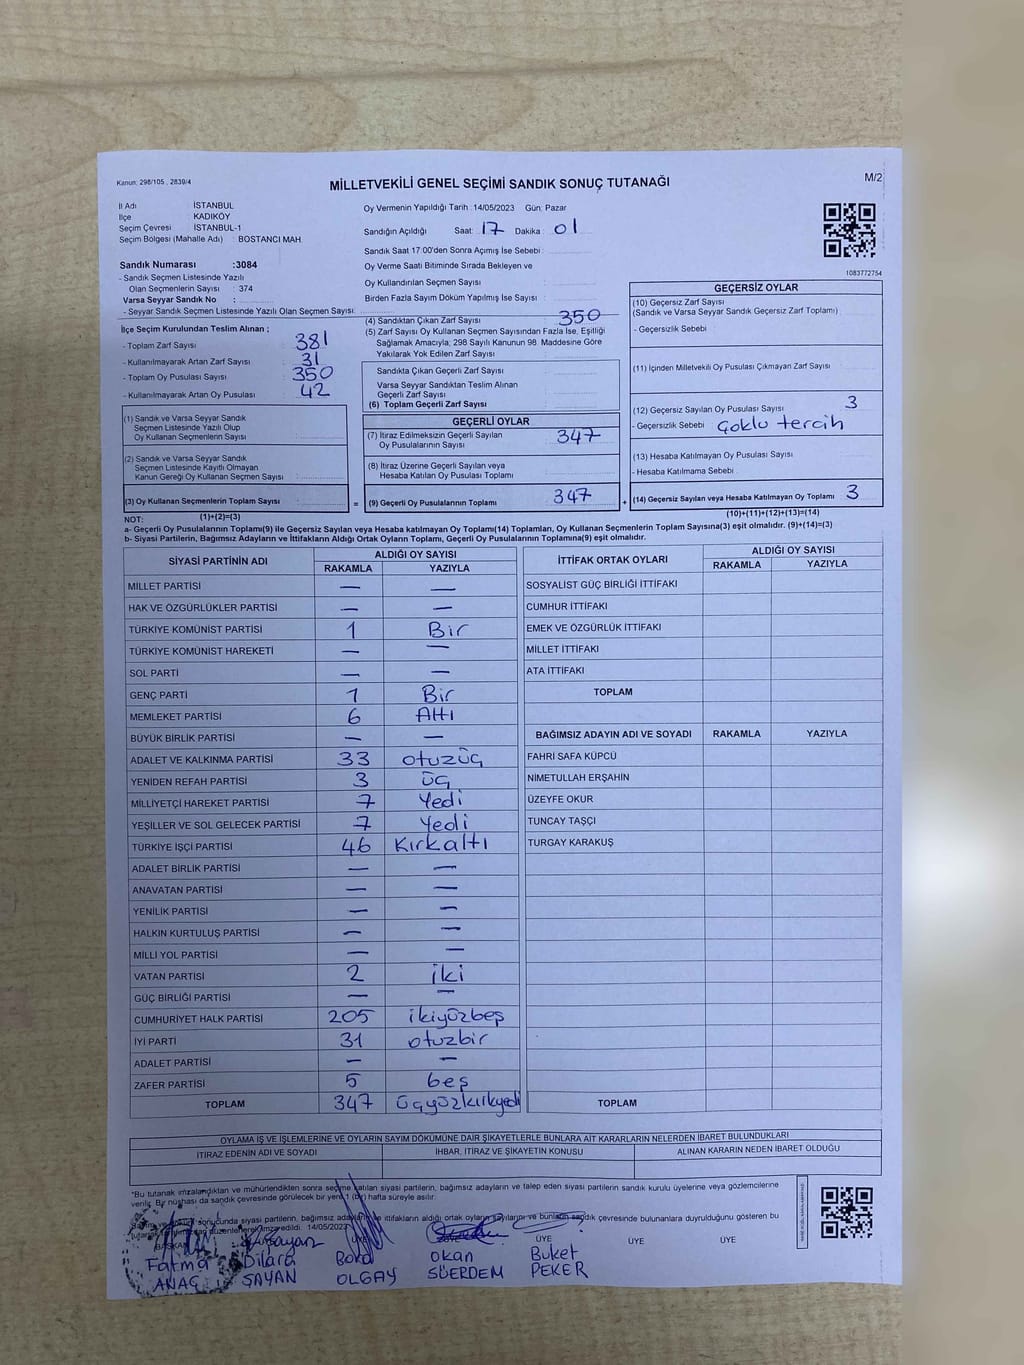 Kanun: 298/105 , 2839/4
MİLLETVEKİLİ GENEL SEÇİMİ SANDIK SONUÇ TUTANAĞI
M/2
İl Adı İSTANBUL
İlçe KADIKÖY
Seçim Çevresi İSTANBUL-1
Seçim Bölgesi (Mahalle Adı) : BOSTANCI MAH.
Oy Vermenin Yapıldığı Tarih :14/05/2023 Gün: Pazar
Sandığın Açıldığı Saat: 17 Dakika: 01
Sandık Saat 17:00'den Sonra Açımış İse Sebebi :
Oy Verme Saati Bitiminde Sırada Bekleyen ve
Oy Kullandırılan Seçmen Sayısı :
Birden Fazla Sayım Döküm Yapılmış İse Sayısı :
1083772754
Sandık Numarası :3084
- Sandık Seçmen Listesinde Yazılı
Olan Seçmenlerin Sayısı : 374
Varsa Seyyar Sandık No :
- Seyyar Sandık Seçmen Listesinde Yazılı Olan Seçmen Sayısı:
İlçe Seçim Kurulundan Teslim Alınan ;
- Toplam Zarf Sayısı : 381
- Kullanılmayarak Artan Zarf Sayısı : 31
- Toplam Oy Pusulası Sayısı : 350
- Kullanılmayarak Artan Oy Pusulası : 42
(1) Sandık ve Varsa Seyyar Sandık
Seçmen Listesinde Yazılı Olup
Oy Kullanan Seçmenlerin Sayısı :
(2) Sandık ve Varsa Seyyar Sandık
Seçmen Listesinde Kayıtlı Olmayan
Kanun Gereği Oy Kullanan Seçmen Sayısı :
(3) Oy Kullanan Seçmenlerin Toplam Sayısı :
(1)+(2)=(3)
(4) Sandıktan Çıkan Zarf Sayısı : 350
(5) Zarf Sayısı Oy Kullanan Seçmen Sayısından Fazla İse, Eşitliği
Sağlamak Amacıyla, 298 Sayılı Kanunun 98. Maddesine Göre
Yakılarak Yok Edilen Zarf Sayısı :
Sandıkta Çıkan Geçerli Zarf Sayısı :
Varsa Seyyar Sandıktan Teslim Alınan
Geçerli Zarf Sayısı :
(6) Toplam Geçerli Zarf Sayısı :
GEÇERLİ OYLAR
(7) İtiraz Edilmeksizin Geçerli Sayılan
Oy Pusulalarının Sayısı : 347
(8) İtiraz Üzerine Geçerli Sayılan veya
Hesaba Katılan Oy Pusulası Toplamı :
= (9) Geçerli Oy Pusulalarının Toplamı : 347 +
GEÇERSİZ OYLAR
(10) Geçersiz Zarf Sayısı
(Sandık ve Varsa Seyyar Sandık Geçersiz Zarf Toplamı) :
- Geçersizlik Sebebi :
(11) İçinden Milletvekili Oy Pusulası Çıkmayan Zarf Sayısı :
(12) Geçersiz Sayılan Oy Pusulası Sayısı : 3
- Geçersizlik Sebebi : Çoklu tercih
(13) Hesaba Katılmayan Oy Pusulası Sayısı :
- Hesaba Katılmama Sebebi :
(14) Geçersiz Sayılan veya Hesaba Katılmayan Oy Toplamı : 3
(10)+(11)+(12)+(13)=(14)
NOT:
a- Geçerli Oy Pusulalarının Toplamı(9) ile Geçersiz Sayılan veya Hesaba katılmayan Oy Toplamı(14) Toplamları, Oy Kullanan Seçmenlerin Toplam Sayısına(3) eşit olmalıdır. (9)+(14)=(3)
b- Siyasi Partilerin, Bağımsız Adayların ve İttifakların Aldığı Ortak Oyların Toplamı, Geçerli Oy Pusulalarının Toplamına(9) eşit olmalıdır.
SİYASİ PARTİNİN ADI ALDIĞI OY SAYISI
RAKAMLA YAZIYLA
MİLLET PARTİSİ — —
HAK VE ÖZGÜRLÜKLER PARTİSİ — —
TÜRKİYE KOMÜNİST PARTİSİ 1 Bir
TÜRKİYE KOMÜNİST HAREKETİ — —
SOL PARTİ — —
GENÇ PARTİ 1 Bir
MEMLEKET PARTİSİ 6 Altı
BÜYÜK BİRLİK PARTİSİ — —
ADALET VE KALKINMA PARTİSİ 33 otuzüç
YENİDEN REFAH PARTİSİ 3 üç
MİLLİYETÇİ HAREKET PARTİSİ 7 Yedi
YEŞİLLER VE SOL GELECEK PARTİSİ 7 Yedi
TÜRKİYE İŞÇİ PARTİSİ 46 Kırkaltı
ADALET BİRLİK PARTİSİ — —
ANAVATAN PARTİSİ — —
YENİLİK PARTİSİ — —
HALKIN KURTULUŞ PARTİSİ — —
MİLLİ YOL PARTİSİ — —
VATAN PARTİSİ 2 iki
GÜÇ BİRLİĞİ PARTİSİ — —
CUMHURİYET HALK PARTİSİ 205 ikiyüzbeş
İYİ PARTİ 31 otuzbir
ADALET PARTİSİ — —
ZAFER PARTİSİ 5 beş
TOPLAM 347 üçyüzkırkyedi
İTTİFAK ORTAK OYLARI ALDIĞI OY SAYISI
RAKAMLA YAZIYLA
SOSYALİST GÜÇ BİRLİĞİ İTTİFAKI
CUMHUR İTTİFAKI
EMEK VE ÖZGÜRLÜK İTTİFAKI
MİLLET İTTİFAKI
ATA İTTİFAKI
TOPLAM
BAĞIMSIZ ADAYIN ADI VE SOYADI RAKAMLA YAZIYLA
FAHRİ SAFA KÜPCÜ
NİMETULLAH ERŞAHİN
ÜZEYFE OKUR
TUNCAY TAŞÇI
TURGAY KARAKUŞ
TOPLAM
OYLAMA İŞ VE İŞLEMLERİNE VE OYLARIN SAYIM DÖKÜMÜNE DAİR ŞİKAYETLERLE BUNLARA AİT KARARLARIN NELERDEN İBARET BULUNDUKLARI
İTİRAZ EDENİN ADI VE SOYADI İHBAR, İTİRAZ VE ŞİKAYETİN KONUSU ALINAN KARARIN NEDEN İBARET OLDUĞU
"Bu tutanak imzalandıktan ve mühürlendikten sonra seçime katılan siyasi partilerin, bağımsız adayların ve talep eden siyasi partilerin sandık kurulu üyelerine veya gözlemcilerine
verilir. Bir nüshası da sandık çevresinde görülecek bir yere 1 (bir) hafta süreyle asılır.
sonucunda siyasi partilerin, bağımsız adayların ve ittifakların aldığı ortak oyların sayılarını ve bunların sandık çevresinde bulunanlara duyrulduğunu gösteren bu
düzenlenerek imza edildi. 14/05/2023
BAŞKAN ÜYE ÜYE ÜYE ÜYE ÜYE
Fatma Dilara Bora Okan Buket
ANAÇ ŞAYAN OLGAY SÜERDEM PEKER